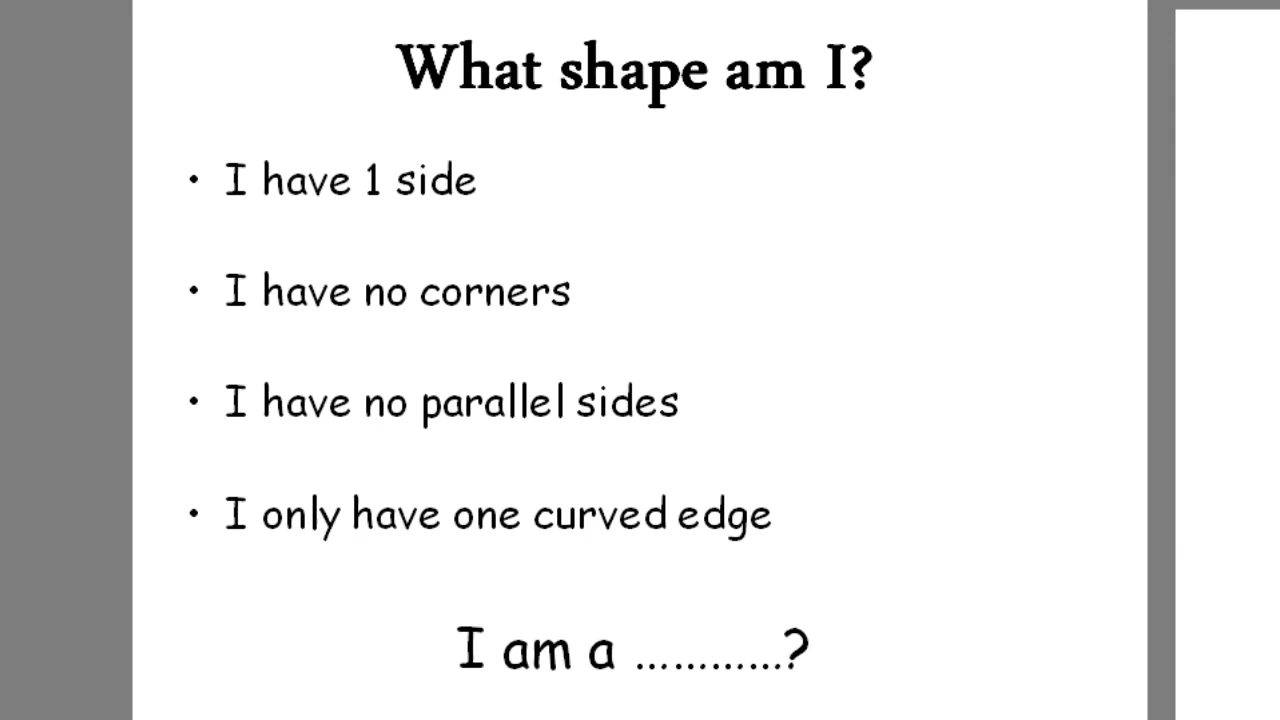 What shape am I?
• I have 1 side
• I have no corners
• I have no parallel sides
• I only have one curved edge
I am a …………?